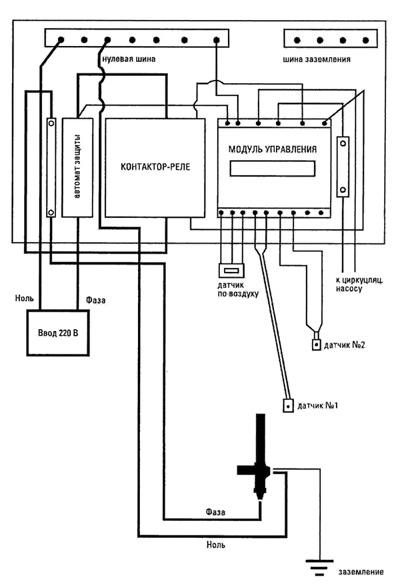 нулевая шина
шина заземления
автомат защиты
КОНТАКТОР-РЕЛЕ
МОДУЛЬ УПРАВЛЕНИЯ
датчик
по воздуху
к циркуляц.
насосу
Ноль
Фаза
Ввод 220 В
датчик №2
датчик №1
Фаза
Ноль
заземление